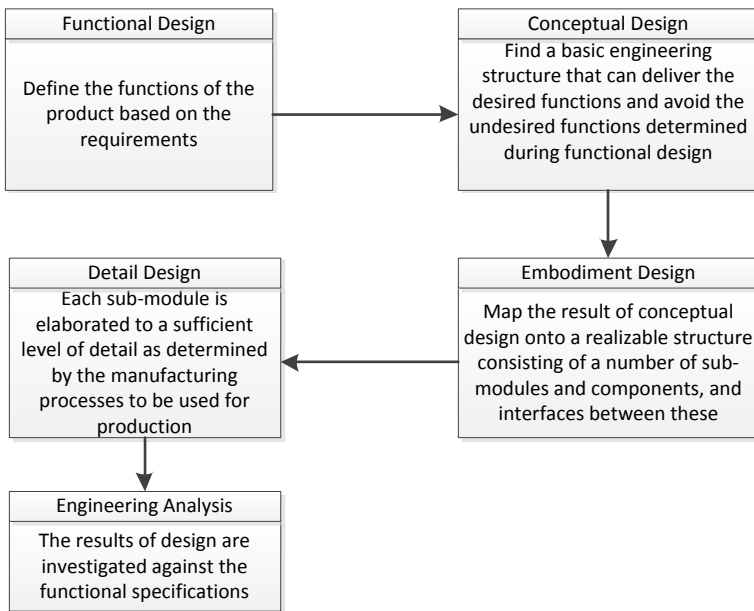 Functional Design
Define the functions of the
product based on the
requirements
Conceptual Design
Find a basic engineering
structure that can deliver the
desired functions and avoid the
undesired functions determined
during functional design
Embodiment Design
Map the result of conceptual
design onto a realizable structure
consisting of a number of sub-
modules and components, and
interfaces between these
Detail Design
Each sub-module is
elaborated to a sufficient
level of detail as determined
by the manufacturing
processes to be used for
production
Engineering Analysis
The results of design are
investigated against the
functional specifications